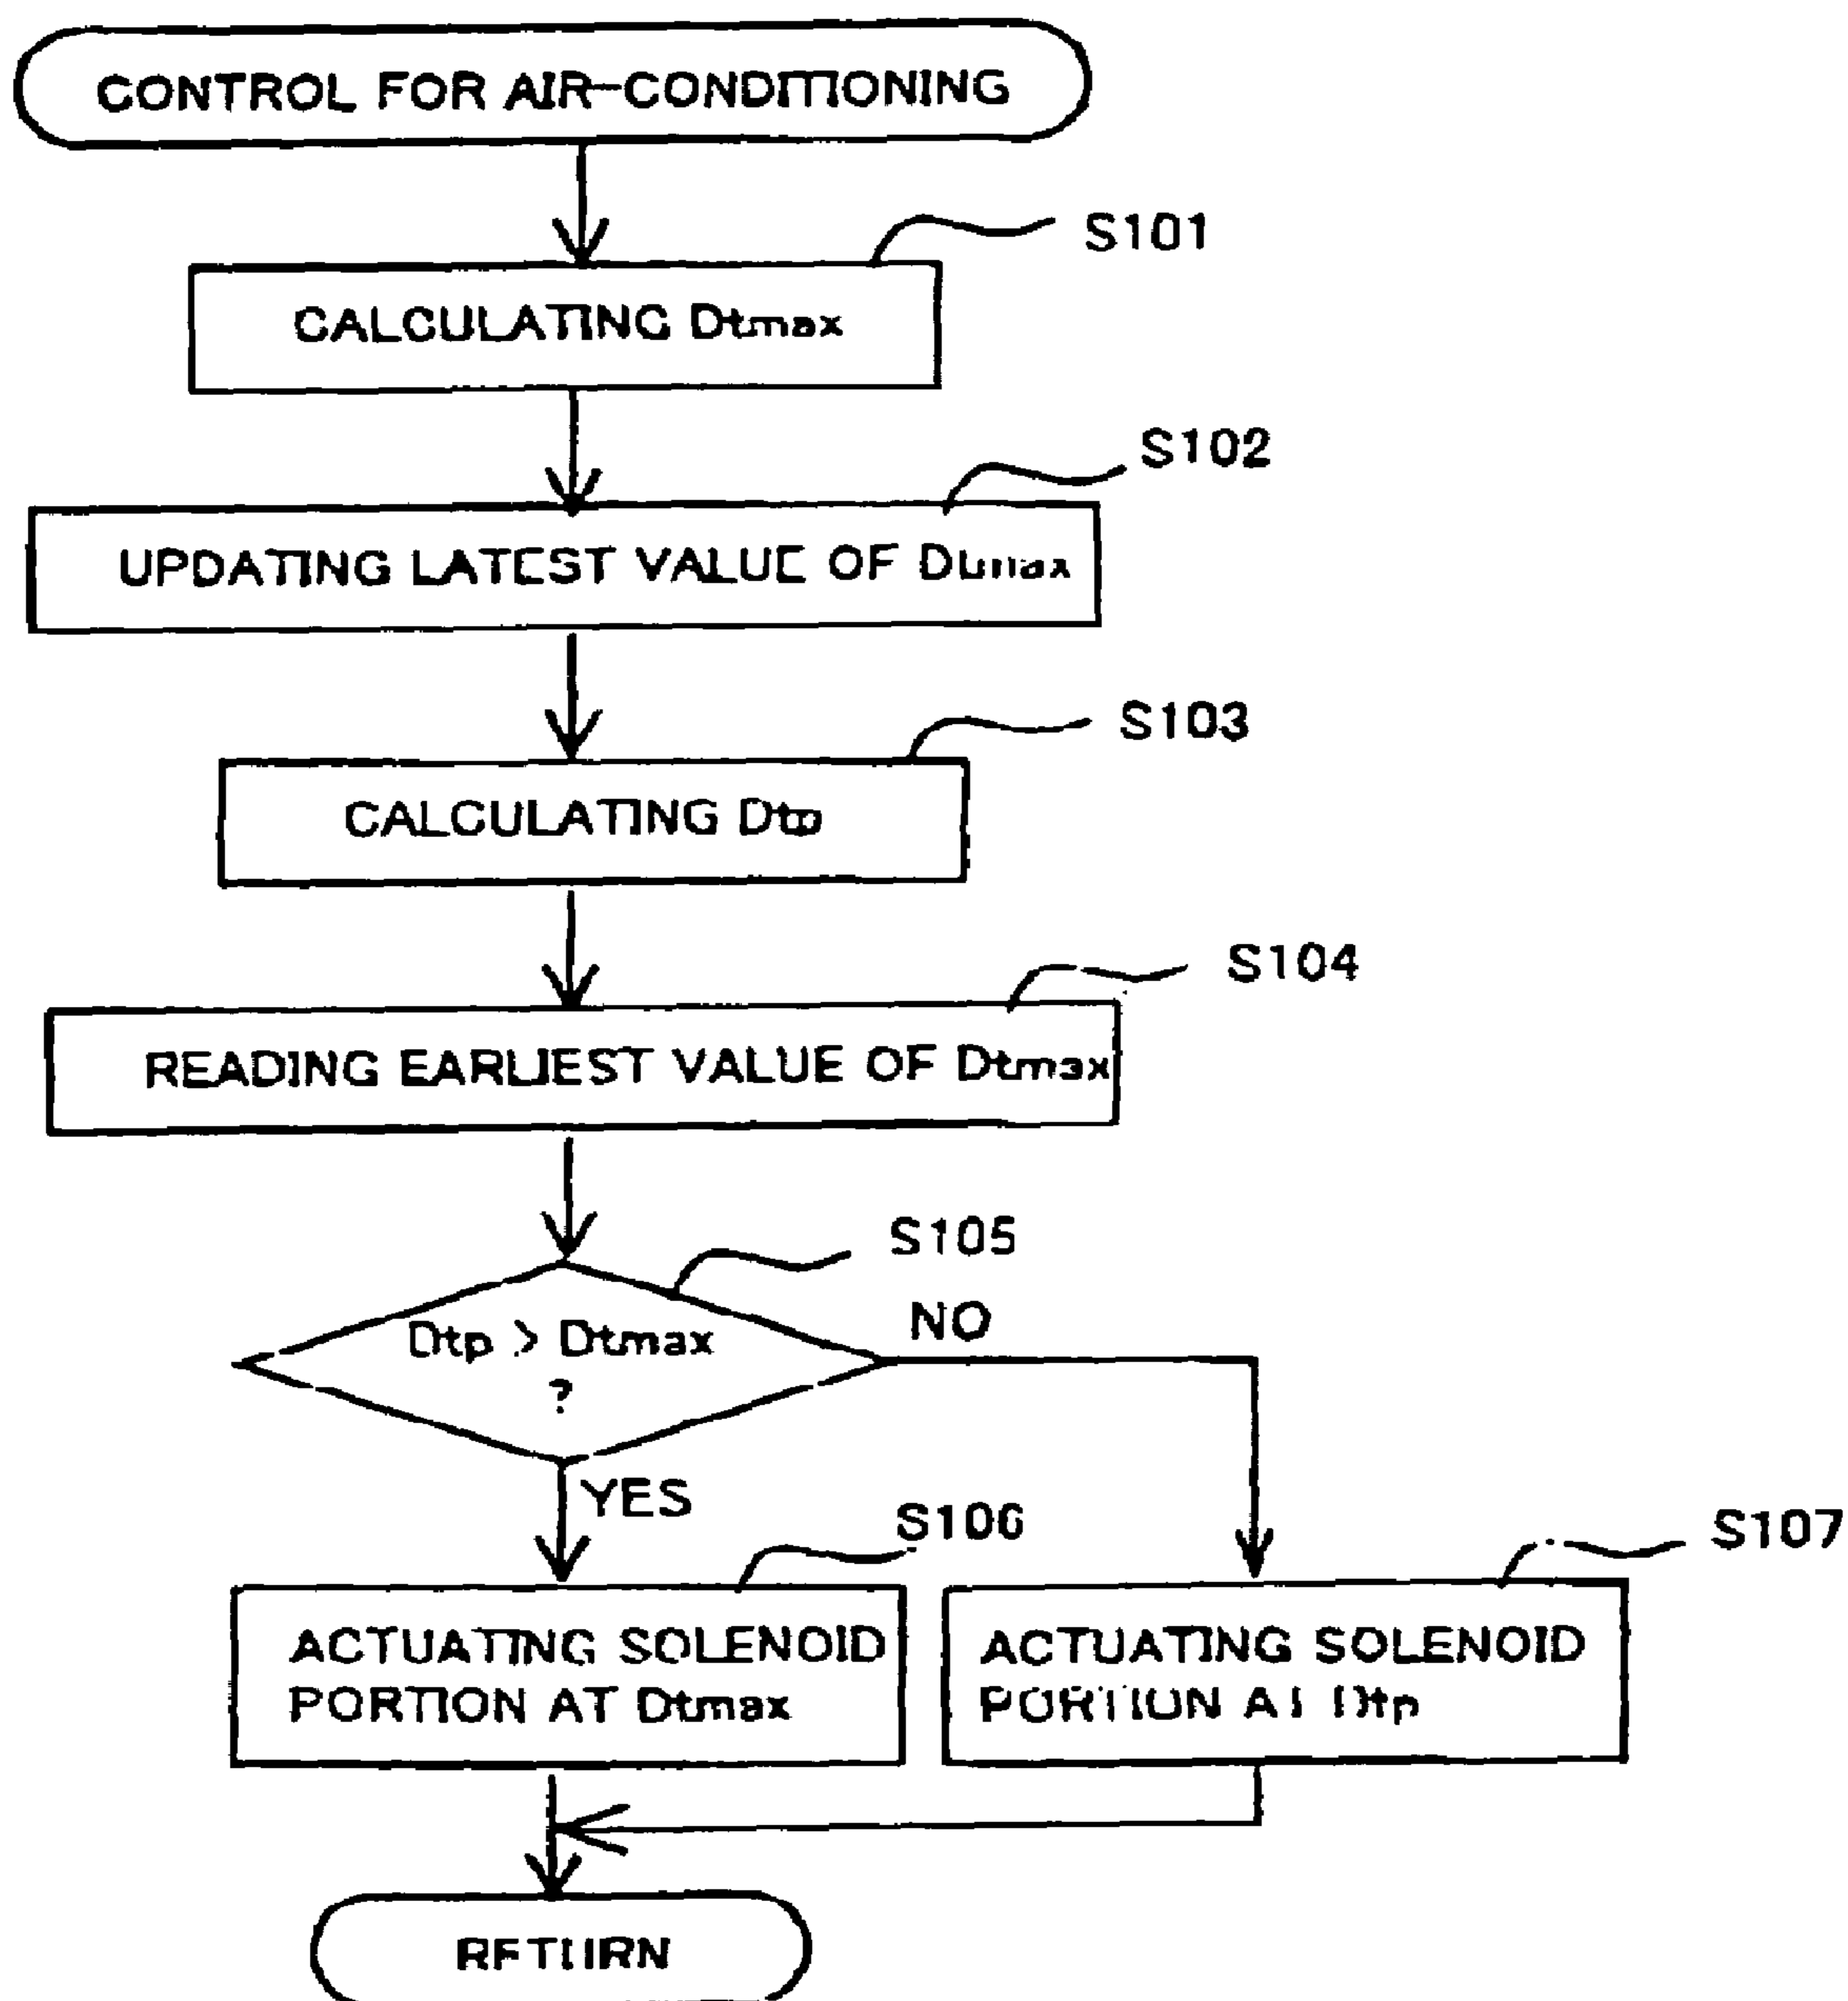 CONTROL FOR AIR-CONDITIONING
S101
CALCULATING Dtmax
S102
UPDATING LATEST VALUE OF Dtmax
S103
CALCULATING Dtp
S104
READING EARLIEST VALUE OF Dtmax
S105
Dtp > Dtmax
?
NO
YES
S106
S107
ACTUATING SOLENOID
PORTION AT Dtmax
ACTUATING SOLENOID
PORTION AT Dtp
RETURN